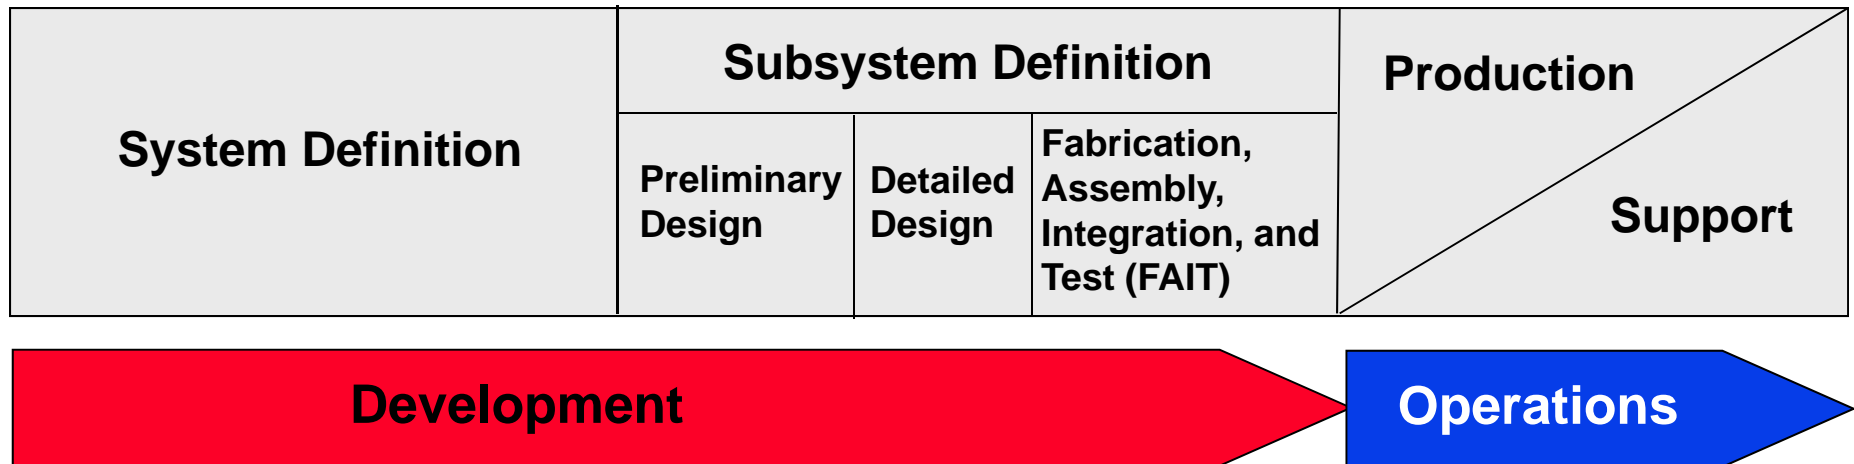 System Definition
Subsystem Definition
Preliminary
Design
Detailed
Design
Fabrication,
Assembly,
Integration, and
Test (FAIT)
Production
Support
Development
Operations